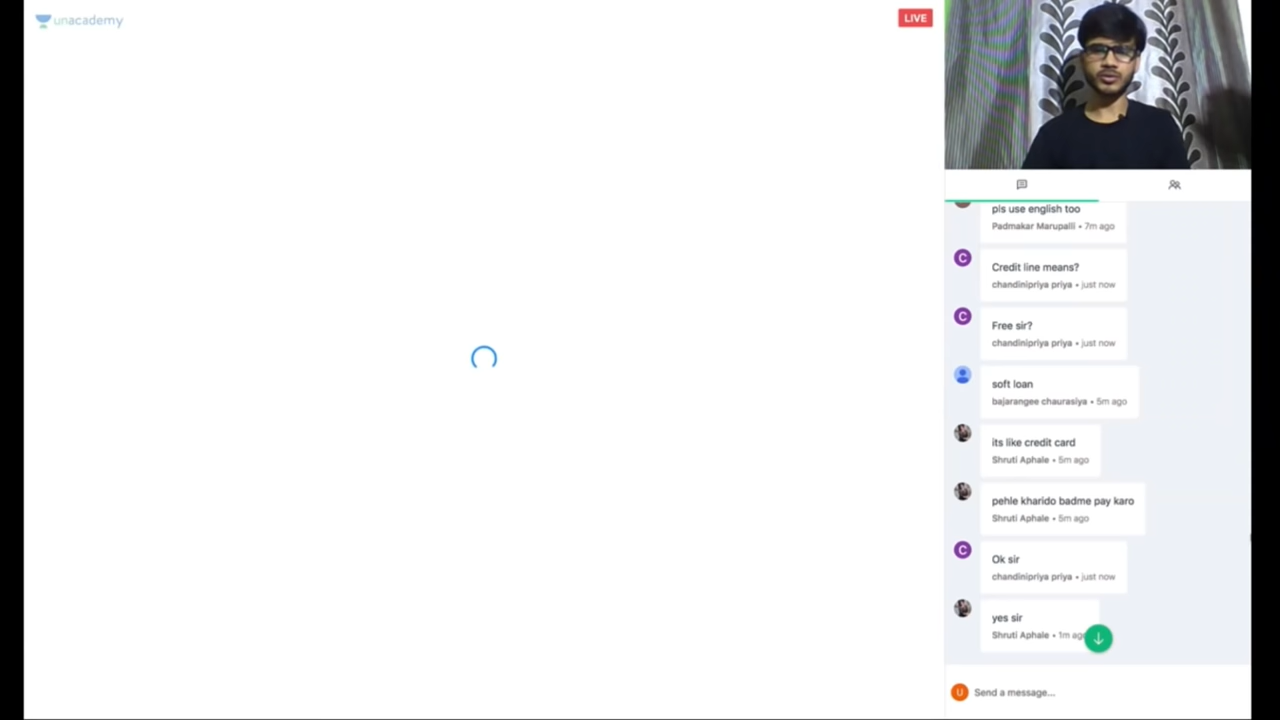 unacademy
LIVE
pls use english too
Padmakar Marupalli • 7m ago
C
Credit line means?
chandinipriya priya • just now
C
Free sir?
chandinipriya priya • just now
soft loan
bajarangee chaurasiya • 5m ago
its like credit card
Shruti Aphale • 5m ago
pehle kharido badme pay karo
Shruti Aphale • 5m ago
C
Ok sir
chandinipriya priya • just now
yes sir
Shruti Aphale • 1m ago
U
Send a message...